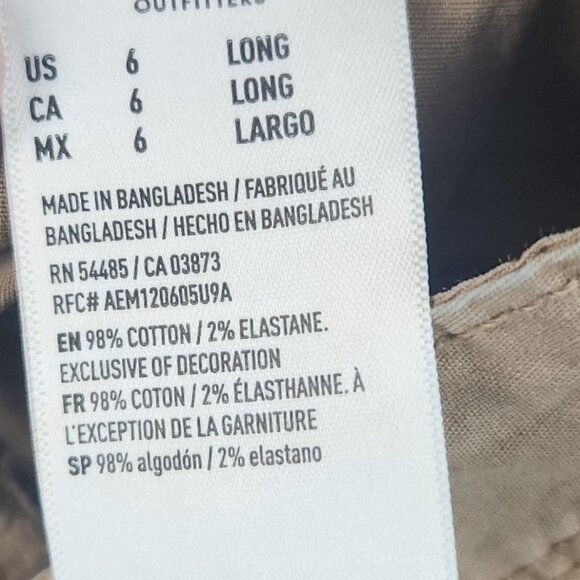 OUTFITTERS
US 6 LONG
CA 6 LONG
MX 6 LARGO
MADE IN BANGLADESH / FABRIQUÉ AU
BANGLADESH / HECHO EN BANGLADESH
RN 54485 / CA 03873
RFC# AEM120605U9A
EN 98% COTTON / 2% ELASTANE.
EXCLUSIVE OF DECORATION
FR 98% COTON / 2% ÉLASTHANNE. À
L'EXCEPTION DE LA GARNITURE
SP 98% algodón / 2% elastano